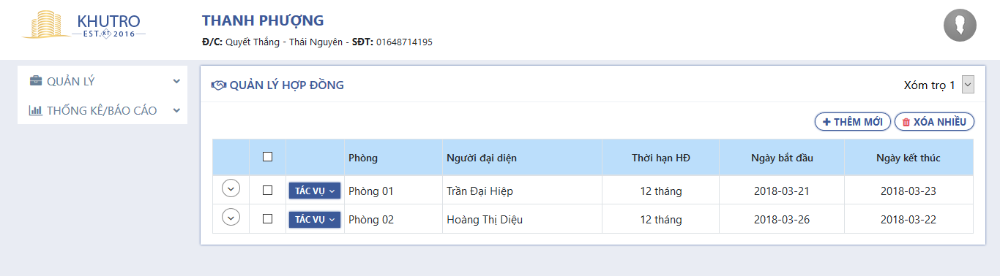 KHUTRO
EST. KT 2016
THANH PHƯỢNG
Đ/C: Quyết Thắng - Thái Nguyên - SĐT: 01648714195
QUẢN LÝ
THỐNG KÊ/BÁO CÁO
QUẢN LÝ HỢP ĐỒNG
Xóm trọ 1
THÊM MỚI
XÓA NHIỀU
Phòng Người đại diện Thời hạn HĐ Ngày bắt đầu Ngày kết thúc
TÁC VỤ Phòng 01 Trần Đại Hiệp 12 tháng 2018-03-21 2018-03-23
TÁC VỤ Phòng 02 Hoàng Thị Diệu 12 tháng 2018-03-26 2018-03-22